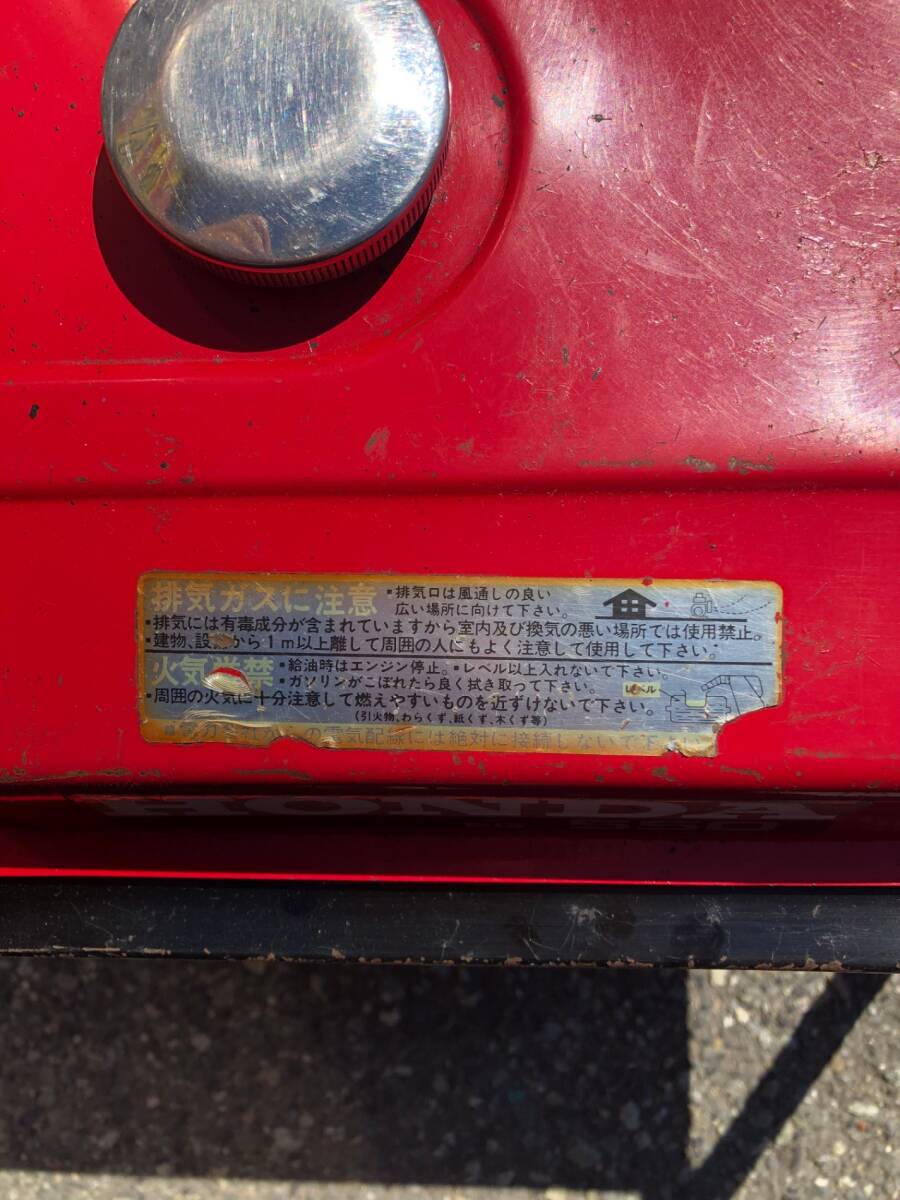 排気ガスに注意
・排気口は風通しの良い
広い場所に向けて下さい。
・排気には有毒成分が含まれていますから室内及び換気の悪い場所では使用禁止。
・建物、設 から1m以上離して周囲の人にもよく注意して使用して下さい。
火気厳禁
・給油時はエンジン停止。・レベル以上入れないで下さい。
・ガソリンがこぼれたら良く拭き取って下さい。
レベル
・周囲の火気に十分注意して燃えやすいものを近ずけないで下さい。
(引火物、わらくず、紙くず、木くず等)
の電気配線には絶対に接続しないで下
HONDA